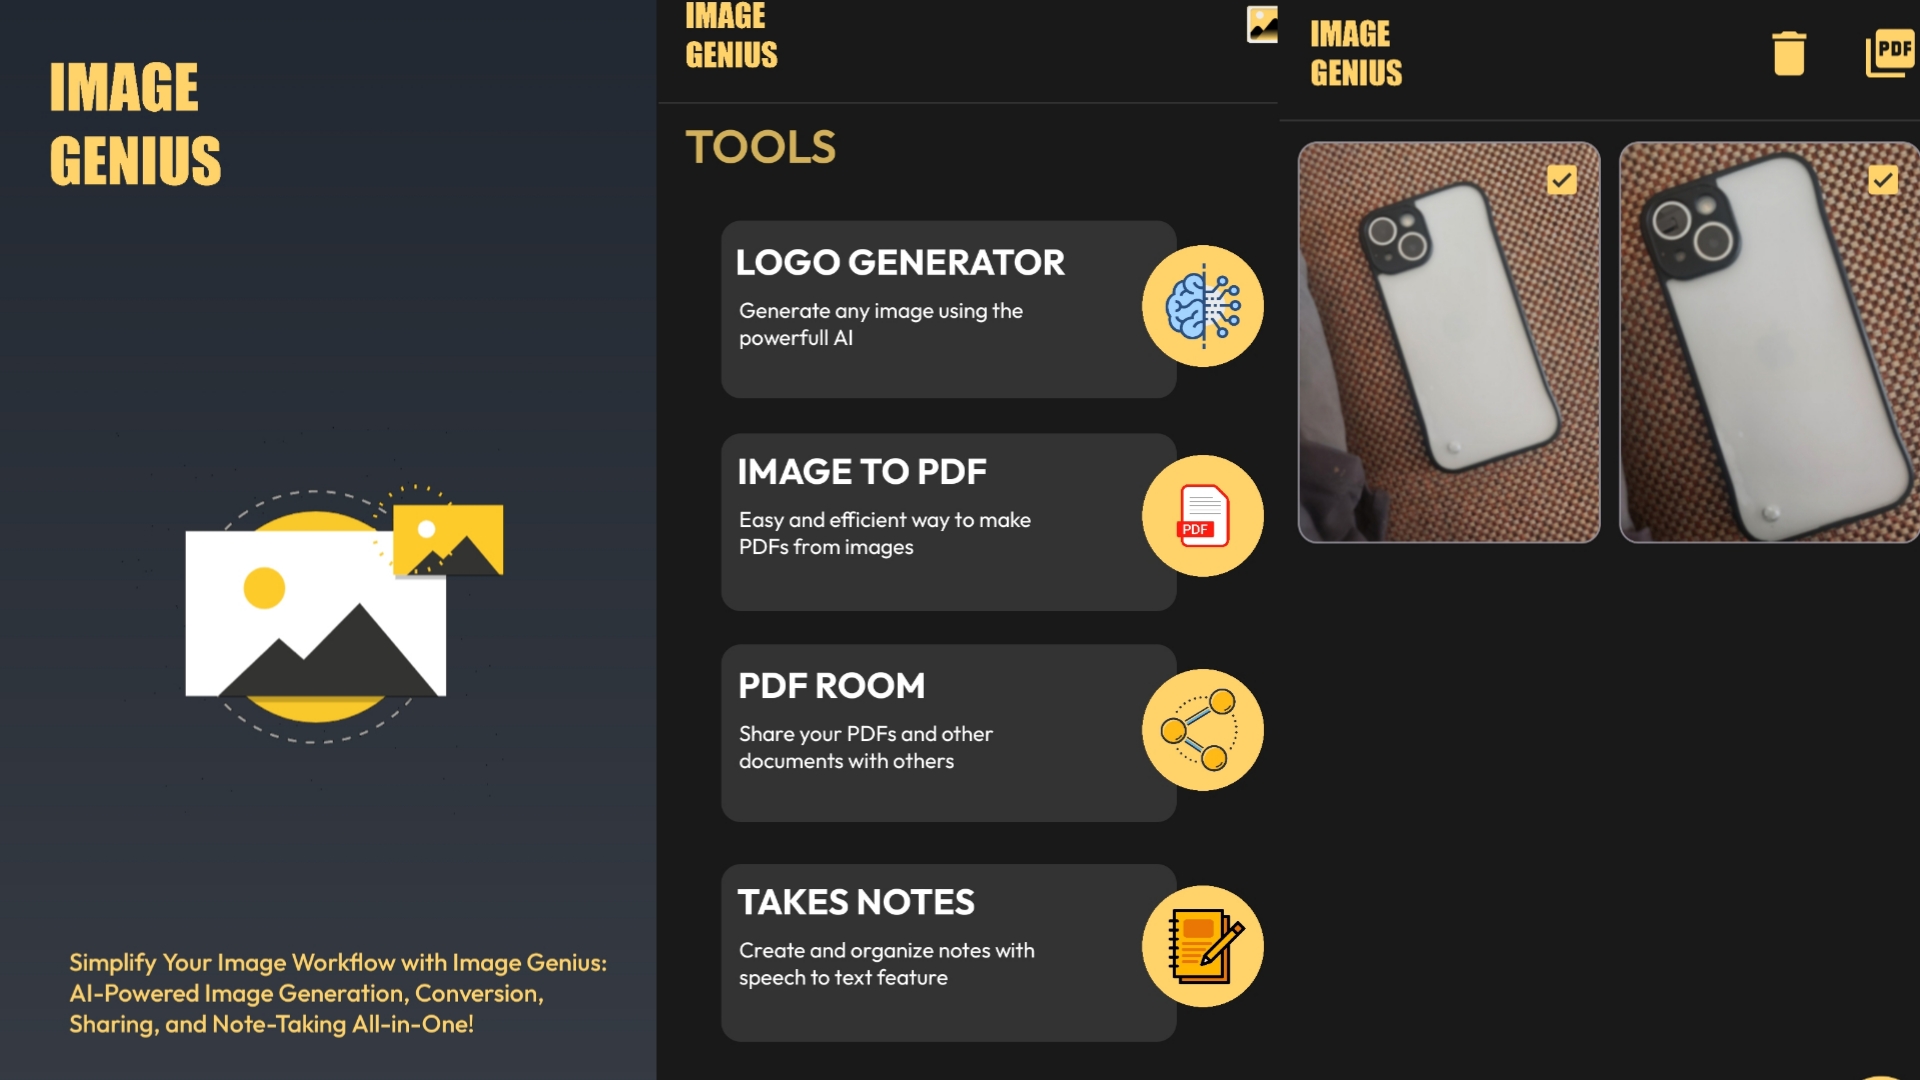 IMAGE
GENIUS
Simplify Your Image Workflow with Image Genius:
AI-Powered Image Generation, Conversion,
Sharing, and Note-Taking All-in-One!
IMAGE
GENIUS
TOOLS
LOGO GENERATOR
Generate any image using the
powerfull AI
IMAGE TO PDF
Easy and efficient way to make
PDFs from images
PDF
PDF ROOM
Share your PDFs and other
documents with others
TAKES NOTES
Create and organize notes with
speech to text feature
IMAGE
GENIUS
PDF